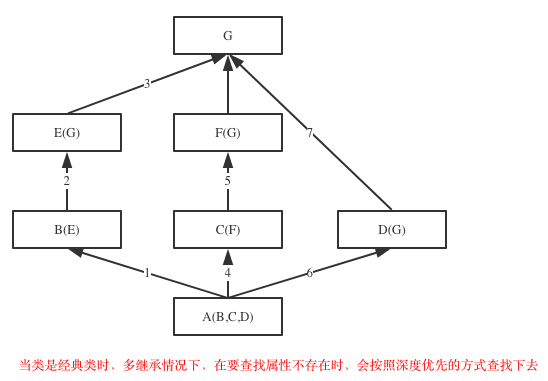 G
3
7
E(G)
F(G)
2
5
B(E)
C(F)
D(G)
1
4
6
A(B,C,D)
当类是经典类时，多继承情况下，在要查找属性不存在时，会按照深度优先的方式查找下去